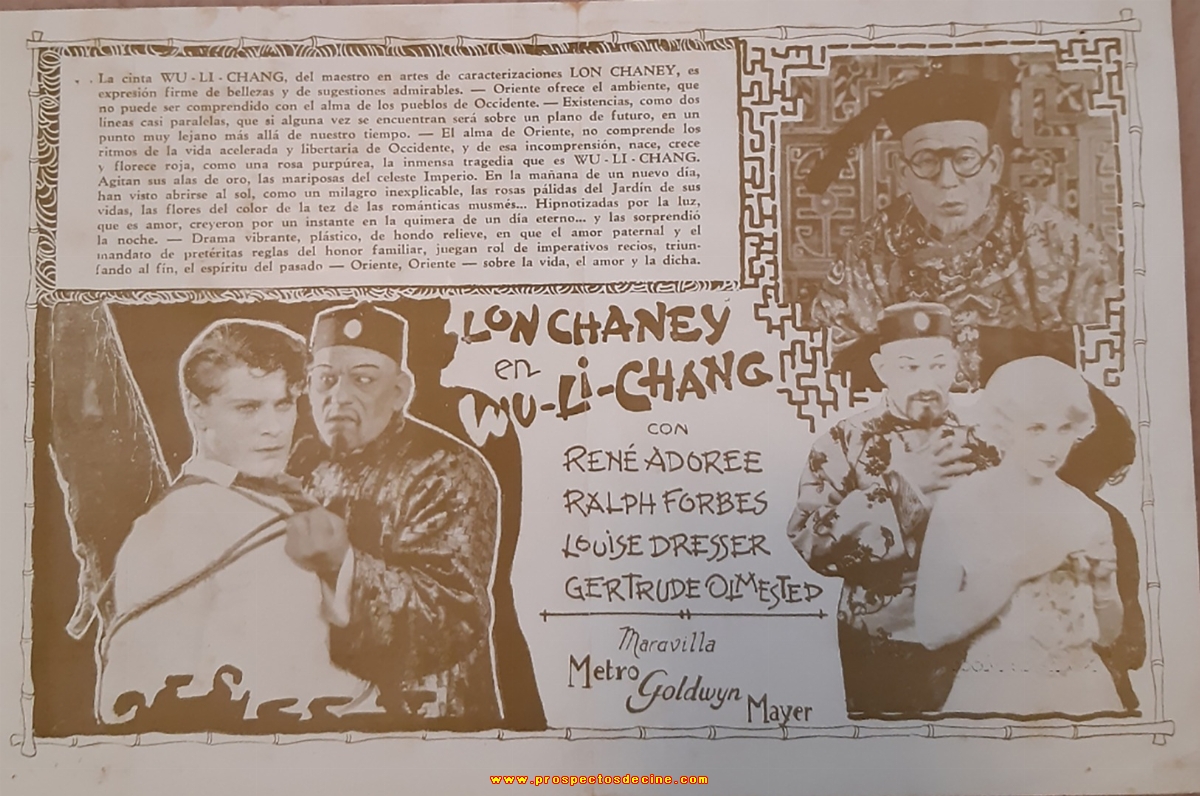 La cinta WU-LI-CHANG, del maestro en artes de caracterizaciones LON CHANEY, es
expresión firme de bellezas y de sugestiones admirables. — Oriente ofrece el ambiente, que
no puede ser comprendido con el alma de los pueblos de Occidente. — Existencias, como dos
líneas casi paralelas, que si alguna vez se encuentran será sobre un plano de futuro, en un
punto muy lejano más allá de nuestro tiempo. — El alma de Oriente, no comprende los
ritmos de la vida acelerada y libertaria de Occidente, y de esa incomprensión, nace, crece
y florece roja, como una rosa purpúrea, la inmensa tragedia que es WU-LI-CHANG.
Agitan sus alas de oro, las mariposas del celeste Imperio. En la mañana de un nuevo día,
han visto abrirse al sol, como un milagro inexplicable, las rosas pálidas del Jardín de sus
vidas, las flores del color de la tez de las románticas musmés... Hipnotizadas por la luz,
que es amor, creyeron por un instante en la quimera de un día eterno... y las sorprendió
la noche. — Drama vibrante, plástico, de hondo relieve, en que el amor paternal y el
mandato de pretéritas reglas del honor familiar, juegan rol de imperativos recios, triun-
fando al fin, el espíritu del pasado — Oriente, Oriente — sobre la vida, el amor y la dicha.
LON CHANEY
en
WU-LI-CHANG
CON
RENÉ ADOREE
RALPH FORBES
LOUISE DRESSER
GERTRUDE OLMESTED
Maravilla
Metro
Goldwyn
Mayer
www.prospectosdecine.com